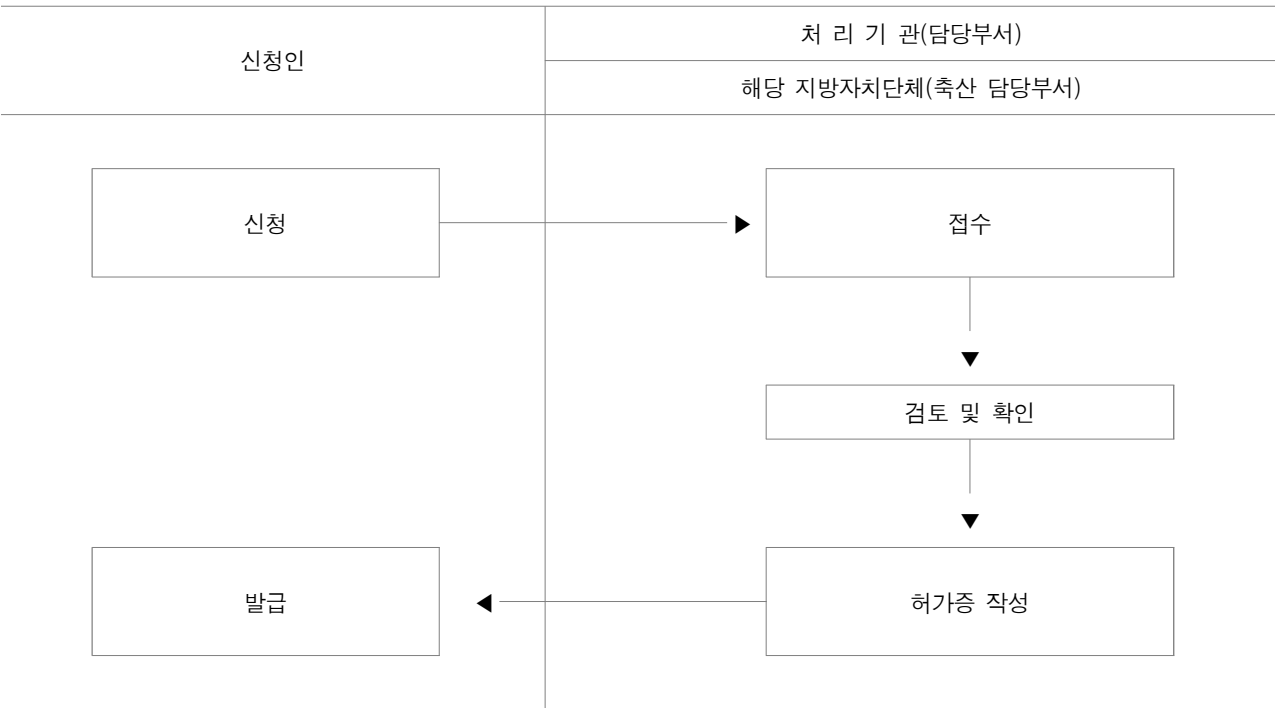 신청인
처 리 기 관(담당부서)
해당 지방자치단체(축산 담당부서)
신청
접수
검토 및 확인
발급
허가증 작성